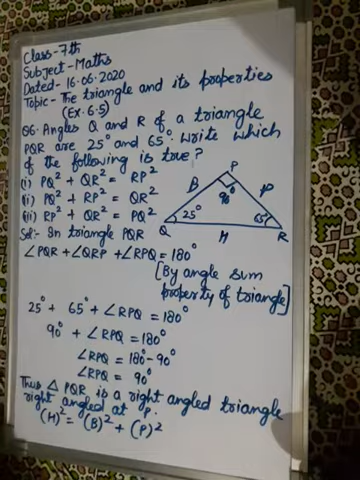 Class-7th
Subject-Maths
Dated-16.06.2020
Topic-The triangle and its properties
(Ex.6.5)
Q6. Angles Q and R of a triangle
PQR are 25° and 65°. Write which
of the following is true?
(i) PQ² + QR² = RP²
(ii) PQ² + RP² = QR²
(iii) RP² + QR² = PQ²
P
B
90°
P
25°
65°
Q
H
R
Sol:- In triangle PQR
∠PQR + ∠QRP + ∠RPQ = 180°
[By angle sum
property of triangle]
25° + 65° + ∠RPQ = 180°
90° + ∠RPQ = 180°
∠RPQ = 180° - 90°
∠RPQ = 90°
Thus △ PQR is a right angled triangle
right angled at P.
(H)² = (B)² + (P)²